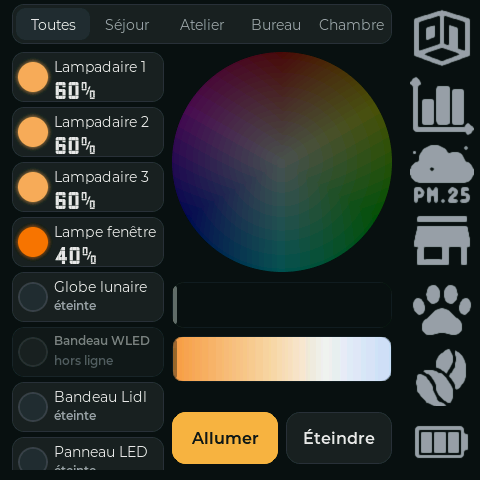 Toutes Séjour Atelier Bureau Chambre
Lampadaire 1
60%
Lampadaire 2
60%
Lampadaire 3
60%
Lampe fenêtre
40%
Globe lunaire
éteinte
Bandeau WLED
hors ligne
Bandeau Lidl
éteinte
Panneau LED
éteinte
Allumer Éteindre
PM.25